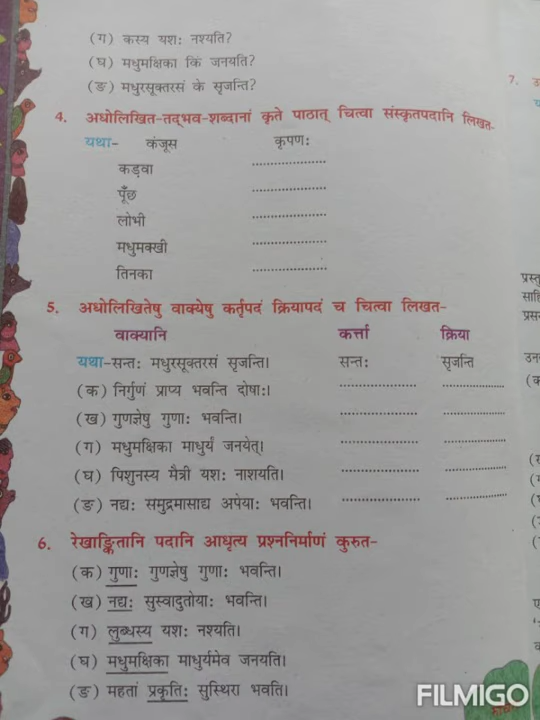 (ग) कस्य यशः नश्यति?
(घ) मधुमक्षिका किं जनयति?
(ङ) मधुरसूक्तरसं के सृजन्ति?
4. अधोलिखित-तद्भव-शब्दानां कृते पाठात् चित्वा संस्कृतपदानि लिखत-
यथा- कंजूस कृपणः
कड़वा ....................
पूँछ ....................
लोभी ....................
मधुमक्खी ....................
तिनका ....................
5. अधोलिखितेषु वाक्येषु कर्तृपदं क्रियापदं च चित्वा लिखत-
वाक्यानि कर्त्ता क्रिया
यथा-सन्तः मधुरसूक्तरसं सृजन्ति। सन्तः सृजन्ति
(क) निर्गुणं प्राप्य भवन्ति दोषाः। .................... ....................
(ख) गुणज्ञेषु गुणाः भवन्ति। .................... ....................
(ग) मधुमक्षिका माधुर्यं जनयेत्। .................... ....................
(घ) पिशुनस्य मैत्री यशः नाशयति। .................... ....................
(ङ) नद्यः समुद्रमासाद्य अपेयाः भवन्ति। .................... ....................
6. रेखाङ्कितानि पदानि आधृत्य प्रश्ननिर्माणं कुरुत-
(क) गुणाः गुणज्ञेषु गुणाः भवन्ति।
(ख) नद्यः सुस्वादुतोयाः भवन्ति।
(ग) लुब्धस्य यशः नश्यति।
(घ) मधुमक्षिका माधुर्यमेव जनयति।
(ङ) महतां प्रकृतिः सुस्थिरा भवति।
7.
FILMIGO